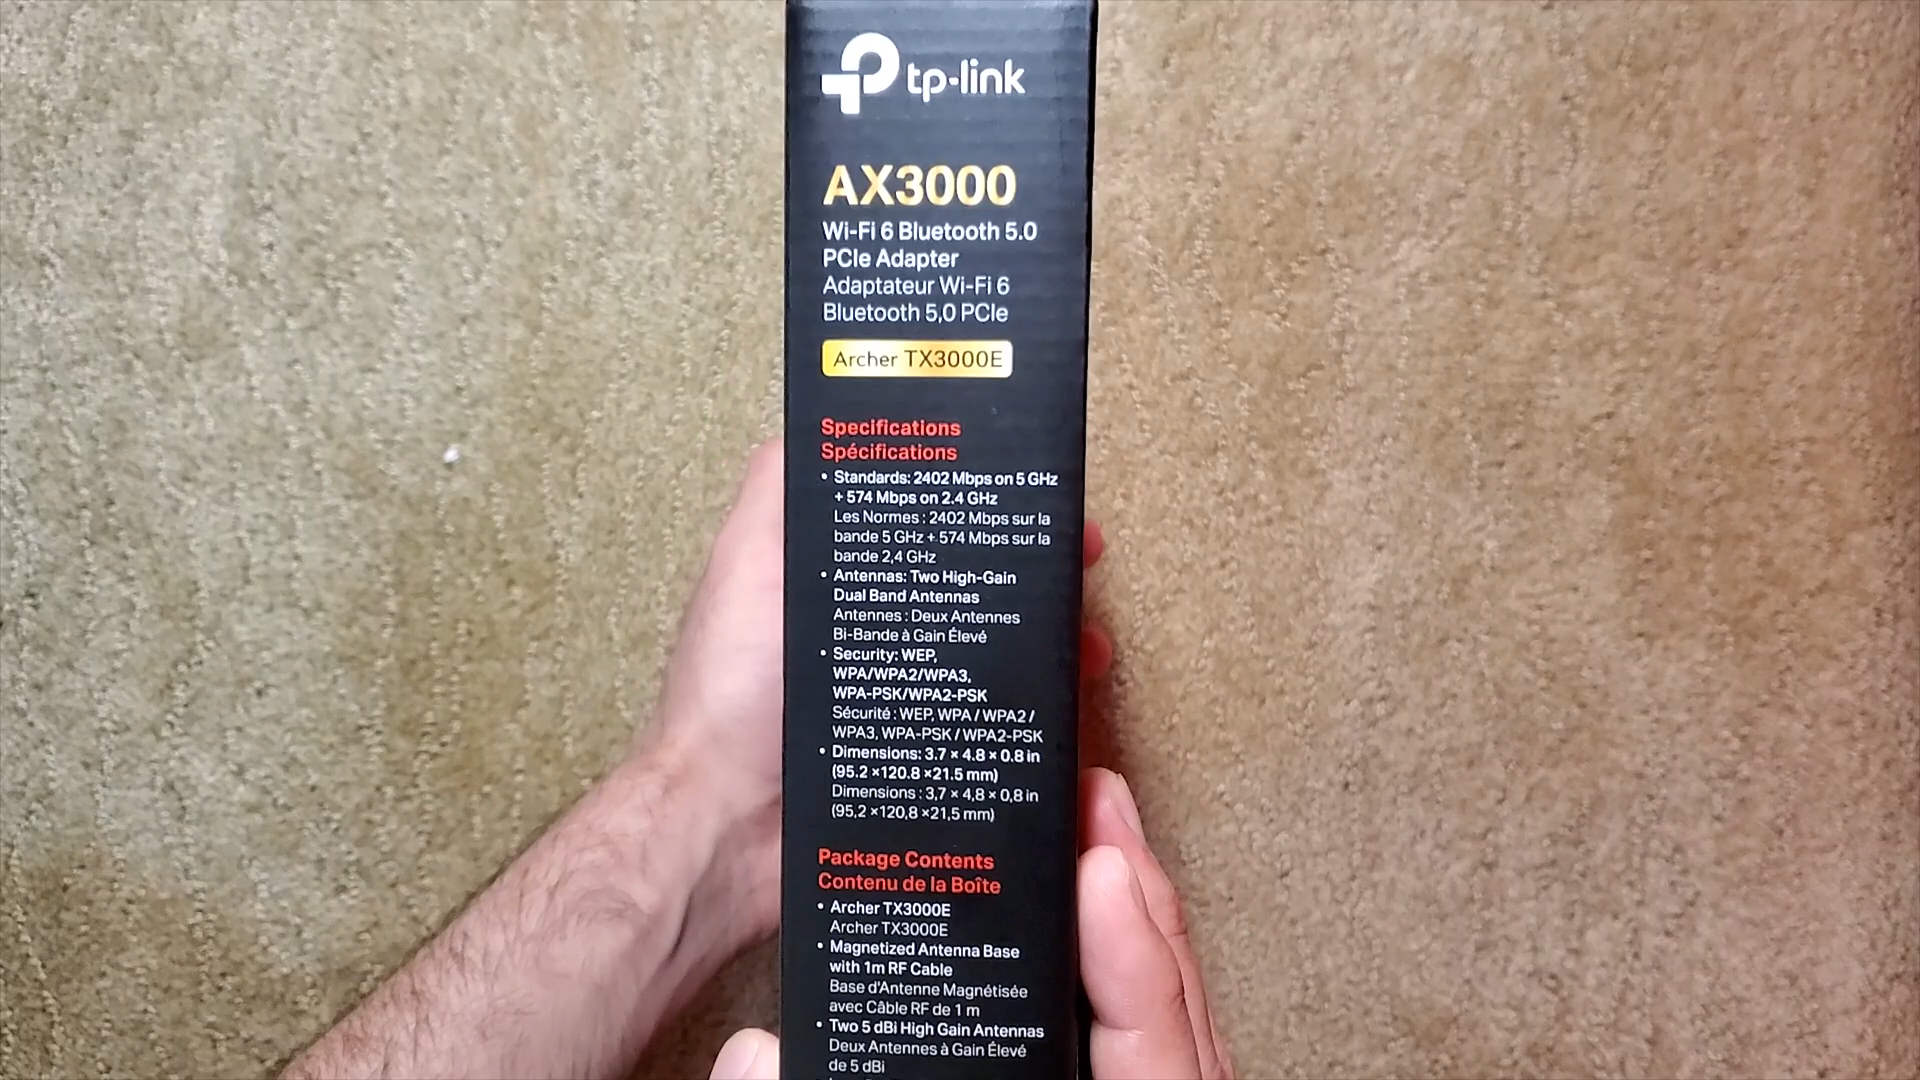 tp-link
AX3000
Wi-Fi 6 Bluetooth 5.0
PCIe Adapter
Adaptateur Wi-Fi 6
Bluetooth 5,0 PCIe
Archer TX3000E
Specifications
Spécifications
• Standards: 2402 Mbps on 5 GHz
+ 574 Mbps on 2.4 GHz
Les Normes : 2402 Mbps sur la
bande 5 GHz + 574 Mbps sur la
bande 2,4 GHz
• Antennas: Two High-Gain
Dual Band Antennas
Antennes : Deux Antennes
Bi-Bande à Gain Élevé
• Security: WEP,
WPA/WPA2/WPA3,
WPA-PSK/WPA2-PSK
Sécurité : WEP, WPA / WPA2 /
WPA3, WPA-PSK / WPA2-PSK
• Dimensions: 3.7 × 4.8 × 0.8 in
(95.2 ×120.8 ×21.5 mm)
Dimensions : 3,7 × 4,8 × 0,8 in
(95,2 ×120,8 ×21,5 mm)
Package Contents
Contenu de la Boîte
• Archer TX3000E
Archer TX3000E
• Magnetized Antenna Base
with 1m RF Cable
Base d'Antenne Magnétisée
avec Câble RF de 1 m
• Two 5 dBi High Gain Antennas
Deux Antennes à Gain Élevé
de 5 dBi